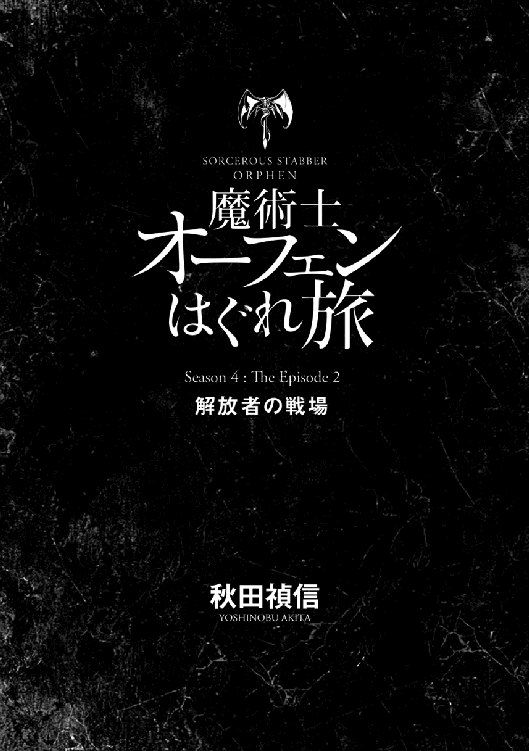 SORCEROUS STABBER
ORPHEN
魔術士
オーフェン
はぐれ旅
Season 4 : The Episode 2
解放者の戦場
秋田禎信
YOSHINOBU AKITA